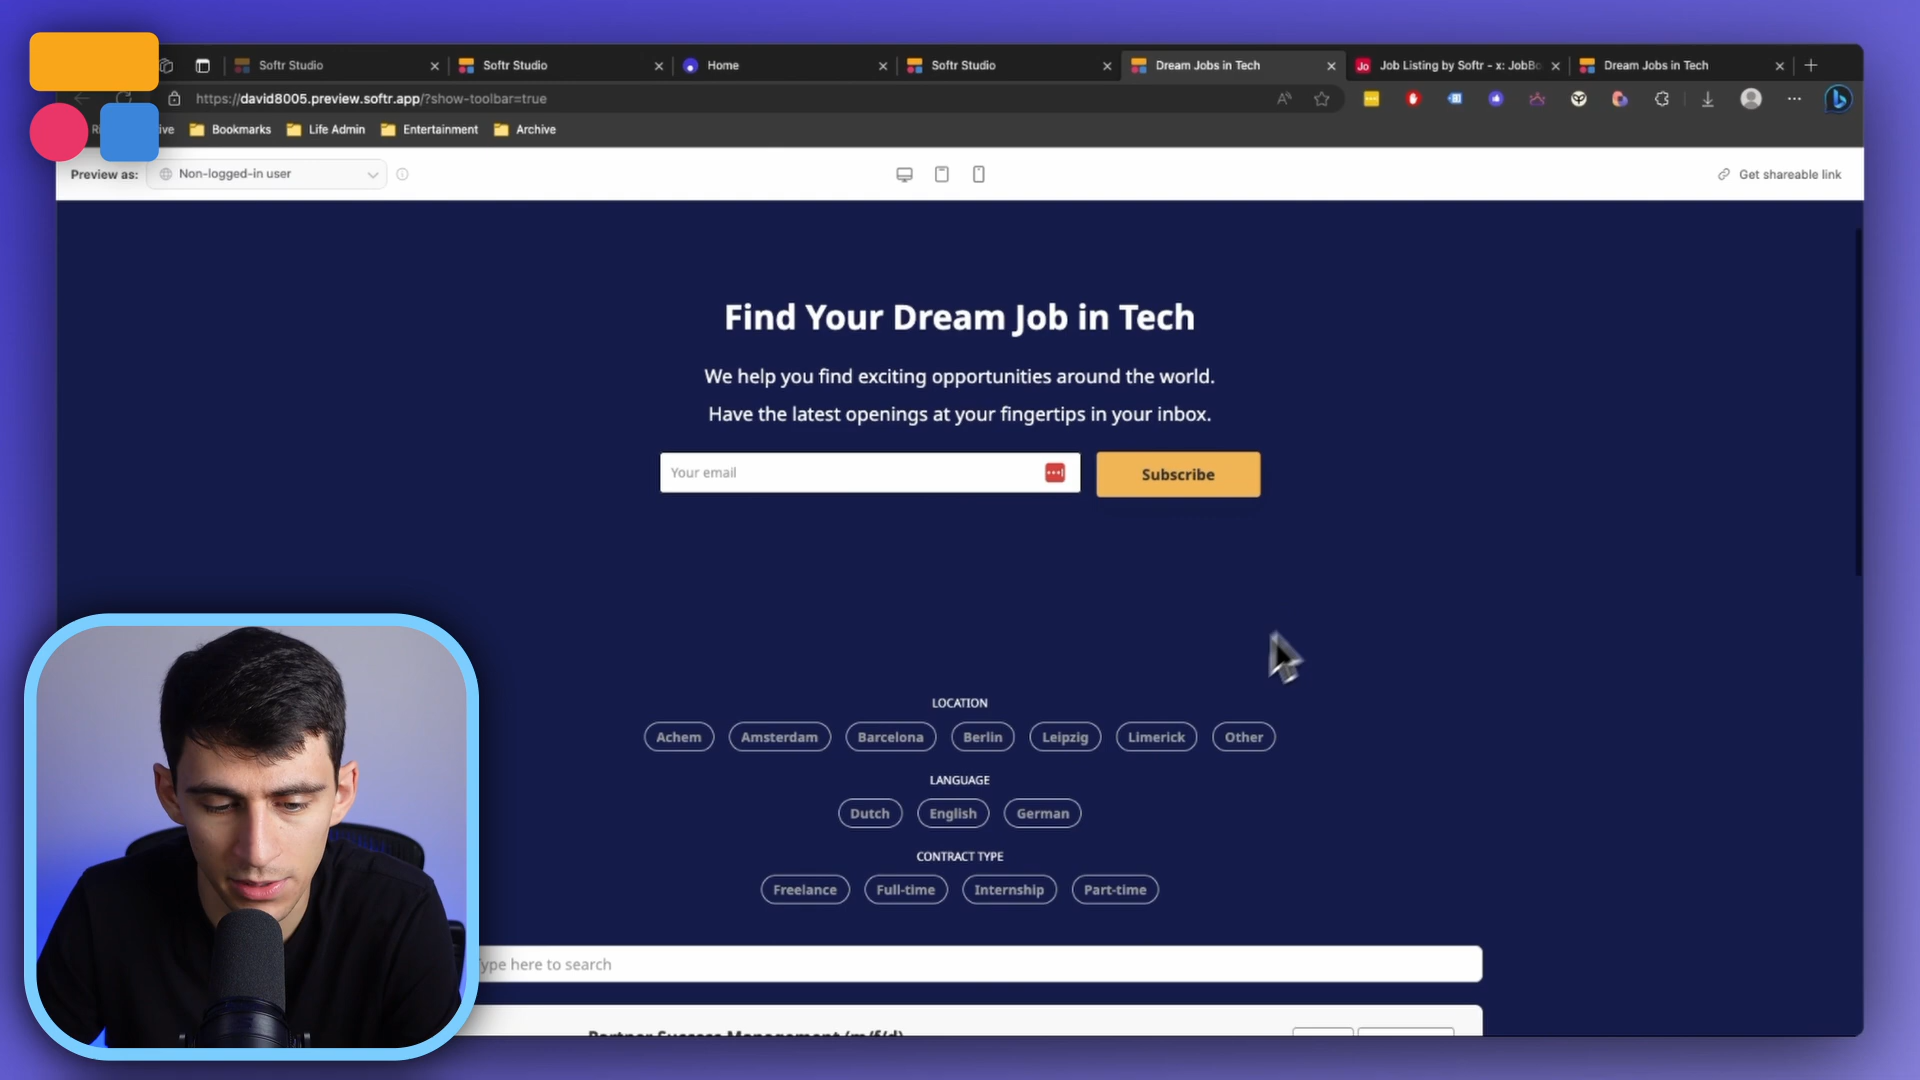 Softr Studio
Softr Studio
Home
Softr Studio
Dream Jobs in Tech
Jo
Job Listing by Softr - x: JobBo
Dream Jobs in Tech
https://david8005.preview.softr.app/?show-toolbar=true
ive
Bookmarks
Life Admin
Entertainment
Archive
Preview as:
Non-logged-in user
Get shareable link
Find Your Dream Job in Tech
We help you find exciting opportunities around the world.
Have the latest openings at your fingertips in your inbox.
Your email
Subscribe
LOCATION
Achem Amsterdam Barcelona Berlin Leipzig Limerick Other
LANGUAGE
Dutch English German
CONTRACT TYPE
Freelance Full-time Internship Part-time
ype here to search
Partner Success Management (m/f/d)